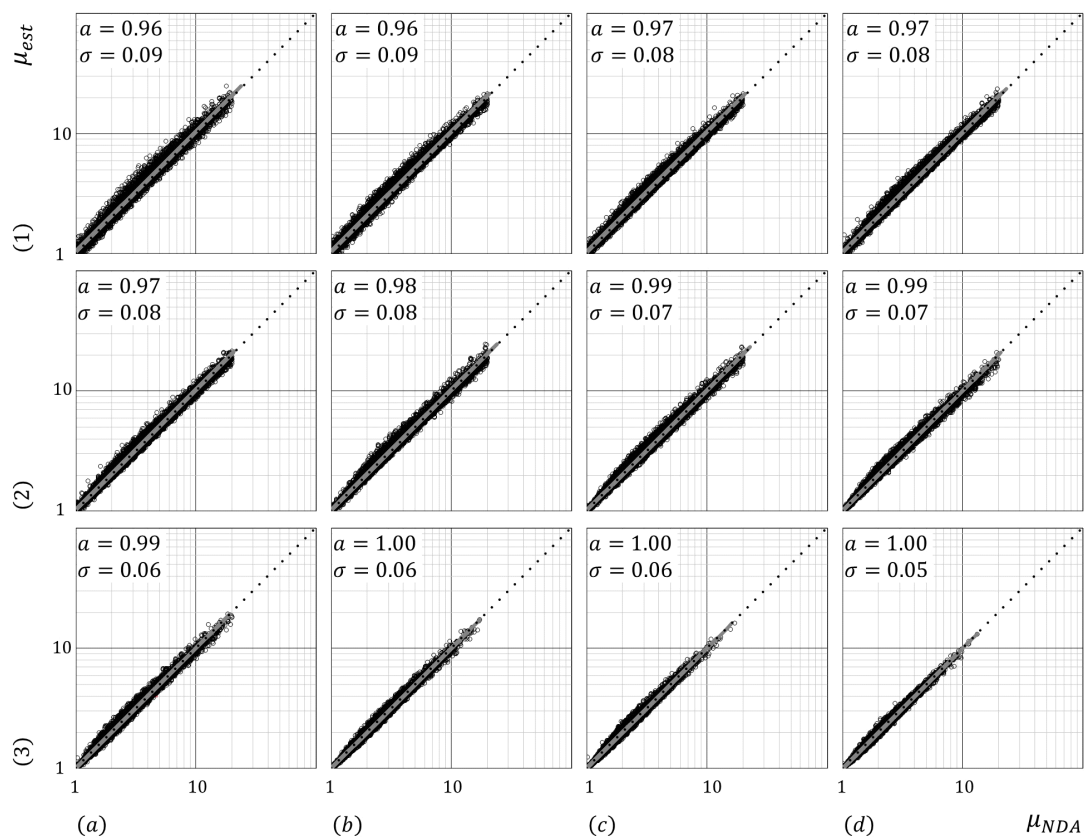 μ_est
a = 0.96
σ = 0.09
a = 0.96
σ = 0.09
a = 0.97
σ = 0.08
a = 0.97
σ = 0.08
10
(1)
1
a = 0.97
σ = 0.08
a = 0.98
σ = 0.08
a = 0.99
σ = 0.07
a = 0.99
σ = 0.07
10
(2)
1
a = 0.99
σ = 0.06
a = 1.00
σ = 0.06
a = 1.00
σ = 0.06
a = 1.00
σ = 0.05
10
(3)
1
1 10 1 10 1 10 1 10
(a) (b) (c) (d) μ_NDA